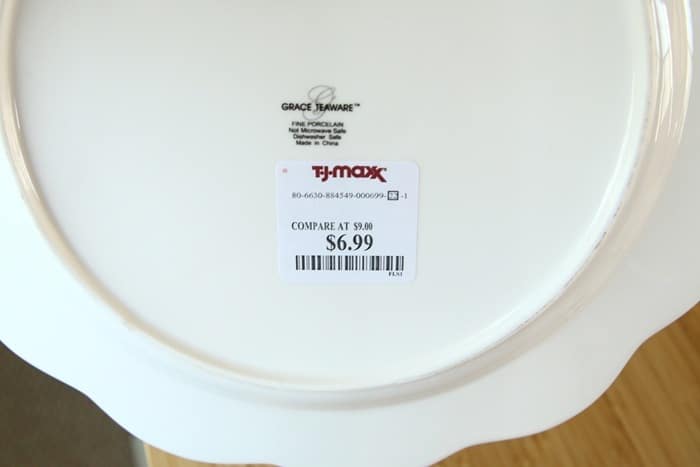 G
GRACE TEAWARE™
FINE PORCELAIN
Not Microwave Safe
Dishwasher Safe
Made in China
T·J·maxx®
80-6630-884549-000699- -1
COMPARE AT $9.00
$6.99